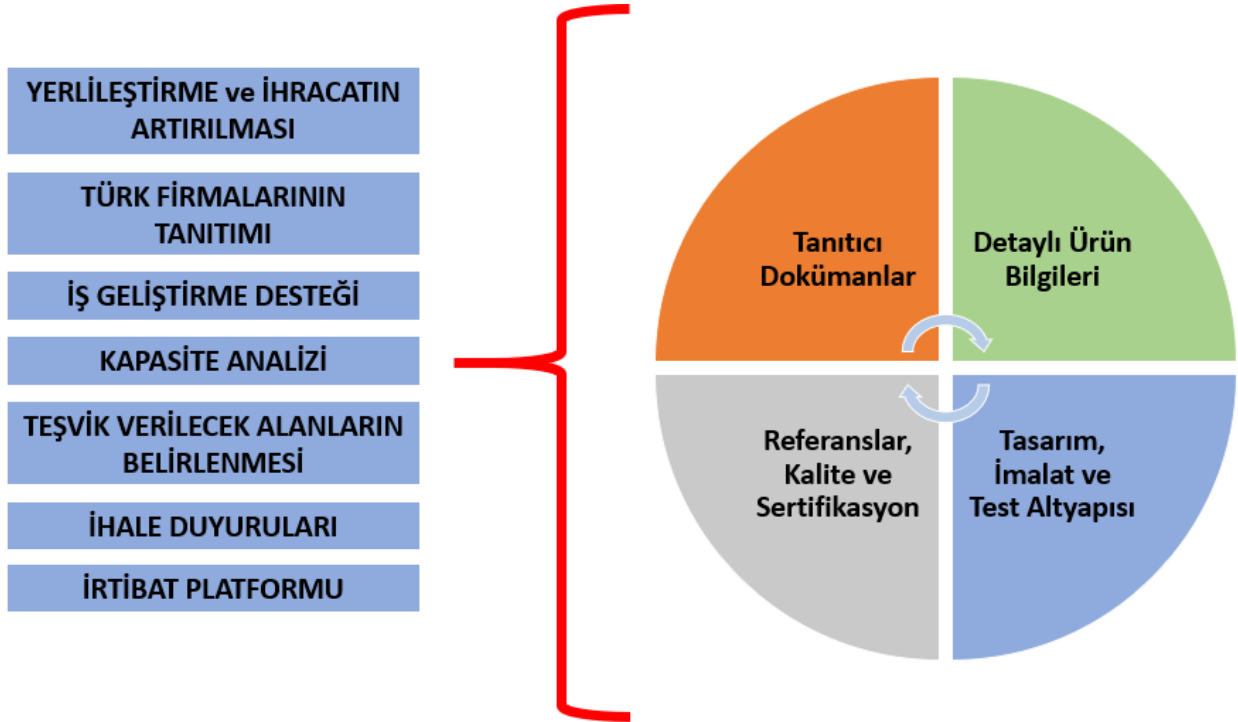 YERLİLEŞTİRME ve İHRACATIN
ARTIRILMASI
TÜRK FİRMALARININ
TANITIMI
İŞ GELİŞTİRME DESTEĞİ
KAPASİTE ANALİZİ
TEŞVİK VERİLECEK ALANLARIN
BELİRLENMESİ
İHALE DUYURULARI
İRTİBAT PLATFORMU
Tanıtıcı
Dokümanlar
Detaylı Ürün
Bilgileri
Referanslar,
Kalite ve
Sertifikasyon
Tasarım,
İmalat ve
Test Altyapısı